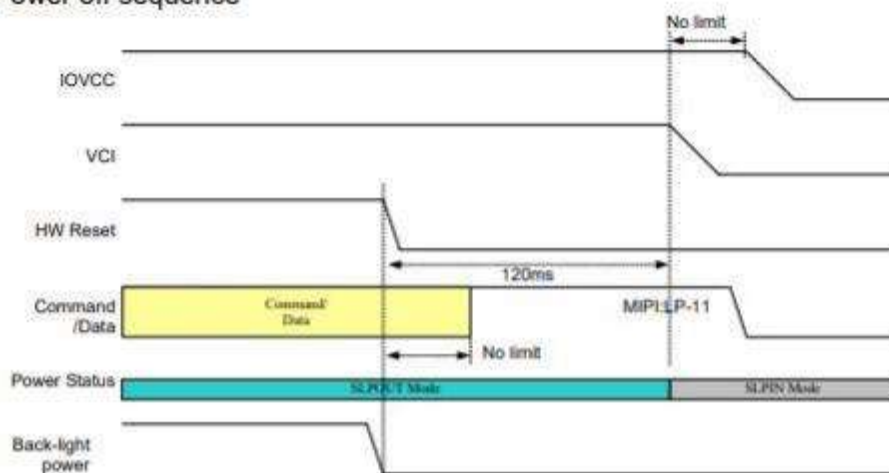 ower off sequence
No limit
IOVCC
VCI
HW Reset
120ms
Command
/Data
Command/
Data
MIPI:LP-11
No limit
Power Status
SLPOUT Mode
SLPIN Mode
Back-light
power